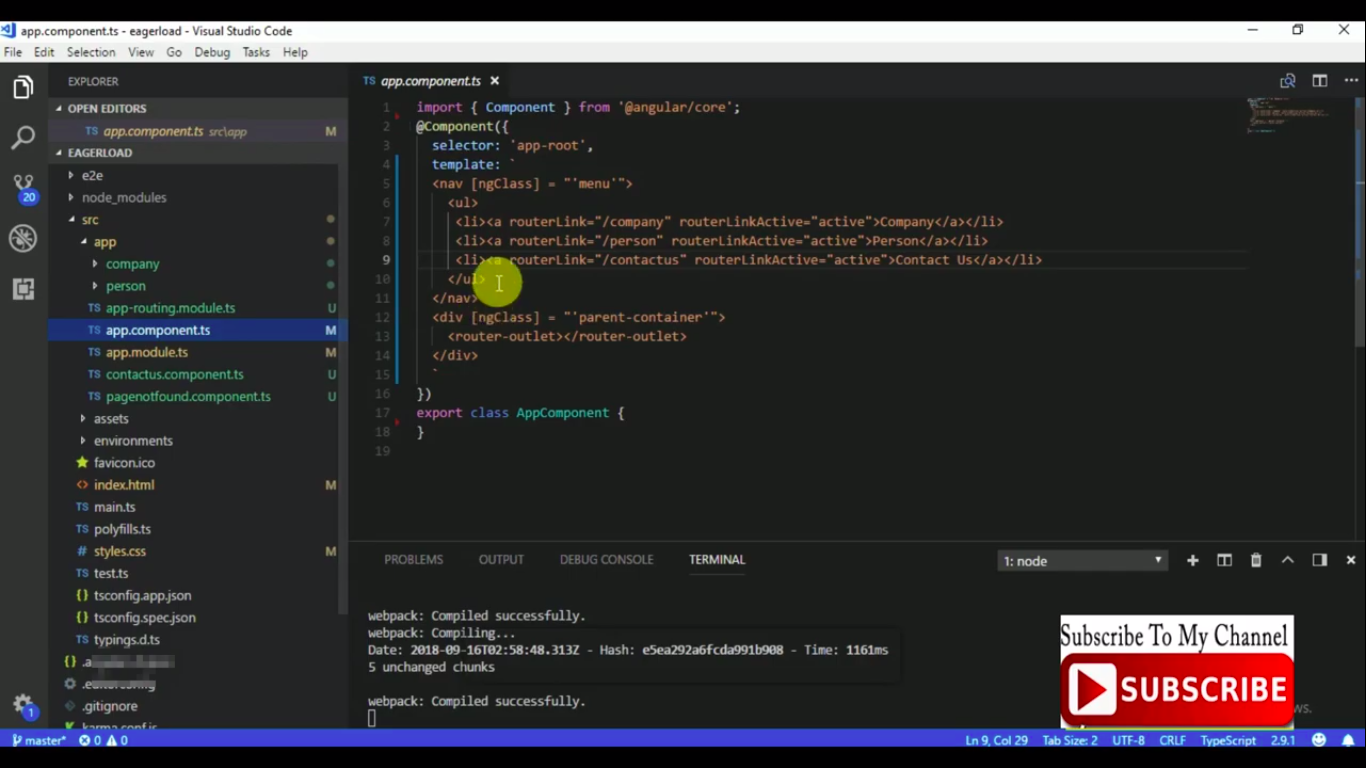 app.component.ts - eagerload - Visual Studio Code
File Edit Selection View Go Debug Tasks Help
EXPLORER
OPEN EDITORS
TS app.component.ts src\app M
EAGERLOAD
e2e
node_modules
src
app
company
person
TS app-routing.module.ts U
TS app.component.ts M
TS app.module.ts M
TS contactus.component.ts U
TS pagenotfound.component.ts U
assets
environments
favicon.ico
<> index.html M
TS main.ts
TS polyfills.ts
# styles.css M
TS test.ts
{} tsconfig.app.json
{} tsconfig.spec.json
TS typings.d.ts
.gitignore
karma.conf.js
20
1
TS app.component.ts
1 import { Component } from '@angular/core';
2 @Component({
3 selector: 'app-root',
4 template: `
5 <nav [ngClass] = "'menu'">
6 <ul>
7 <li><a routerLink="/company" routerLinkActive="active">Company</a></li>
8 <li><a routerLink="/person" routerLinkActive="active">Person</a></li>
9 <li><a routerLink="/contactus" routerLinkActive="active">Contact Us</a></li>
10 </ul>
11 </nav>
12 <div [ngClass] = "'parent-container'">
13 <router-outlet></router-outlet>
14 </div>
15 `
16 })
17 export class AppComponent {
18 }
19
PROBLEMS OUTPUT DEBUG CONSOLE TERMINAL 1: node
webpack: Compiled successfully.
webpack: Compiling...
Date: 2018-09-16T02:58:48.313Z - Hash: e5ea292a6fcda991b908 - Time: 1161ms
5 unchanged chunks
webpack: Compiled successfully.
Subscribe To My Channel
SUBSCRIBE
master* 0 0 Ln 9, Col 29 Tab Size: 2 UTF-8 CRLF TypeScript 2.9.1